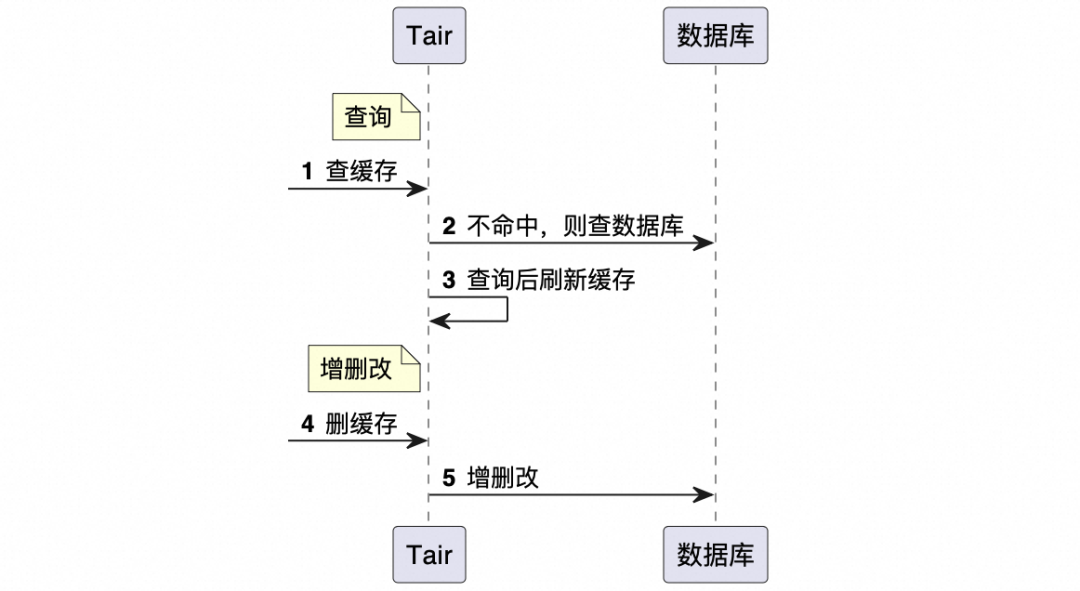 Tair 数据库
查询
1 查缓存
2 不命中，则查数据库
3 查询后刷新缓存
增删改
4 删缓存
5 增删改
Tair 数据库